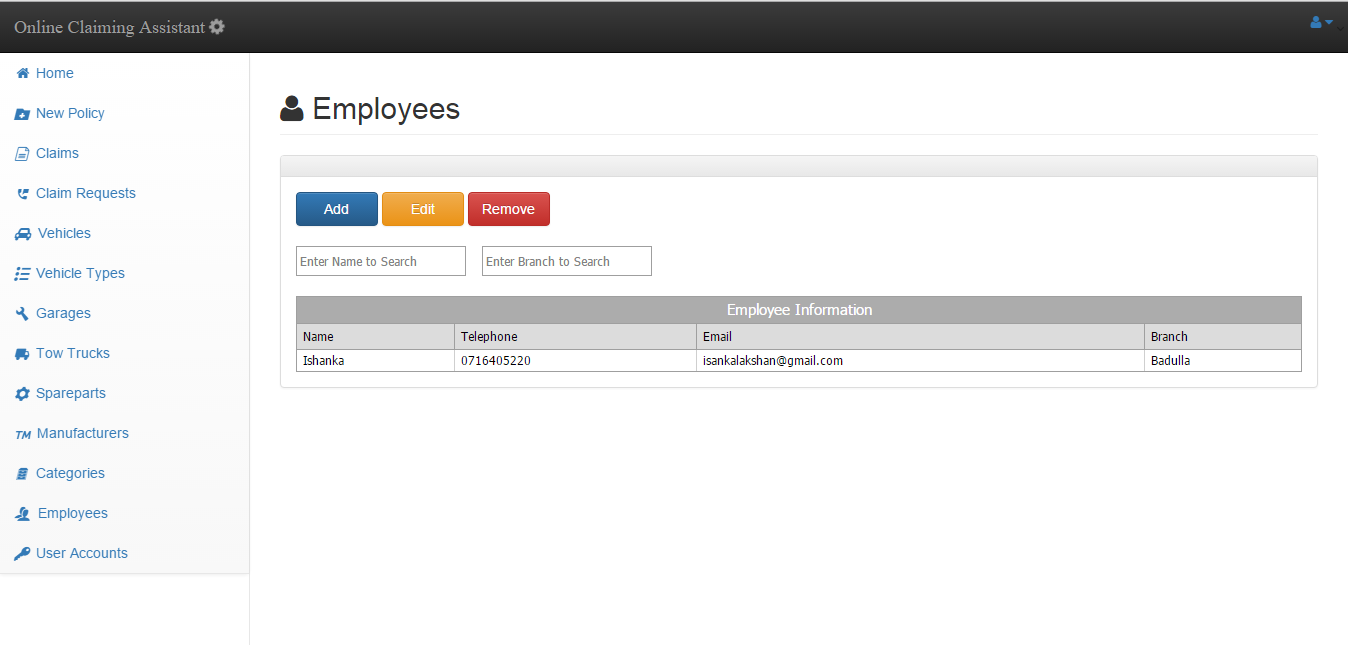 Online Claiming Assistant
Home
New Policy
Claims
Claim Requests
Vehicles
Vehicle Types
Garages
Tow Trucks
Spareparts
TM Manufacturers
Categories
Employees
User Accounts
Employees
Add Edit Remove
Enter Name to Search Enter Branch to Search
Employee Information
Name Telephone Email Branch
Ishanka 0716405220 isankalakshan@gmail.com Badulla